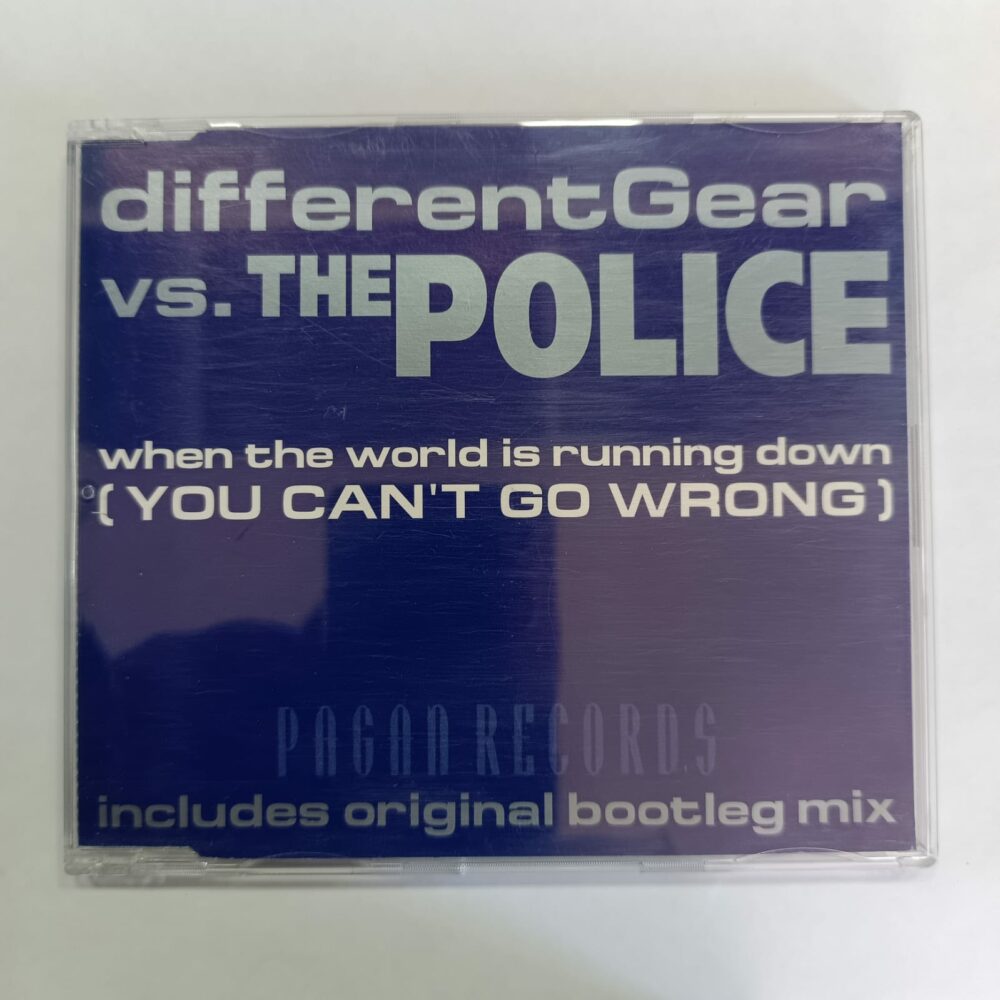 differentGear
vs. THE POLICE
when the world is running down
( YOU CAN'T GO WRONG )
PAGAN RECORDS
includes original bootleg mix